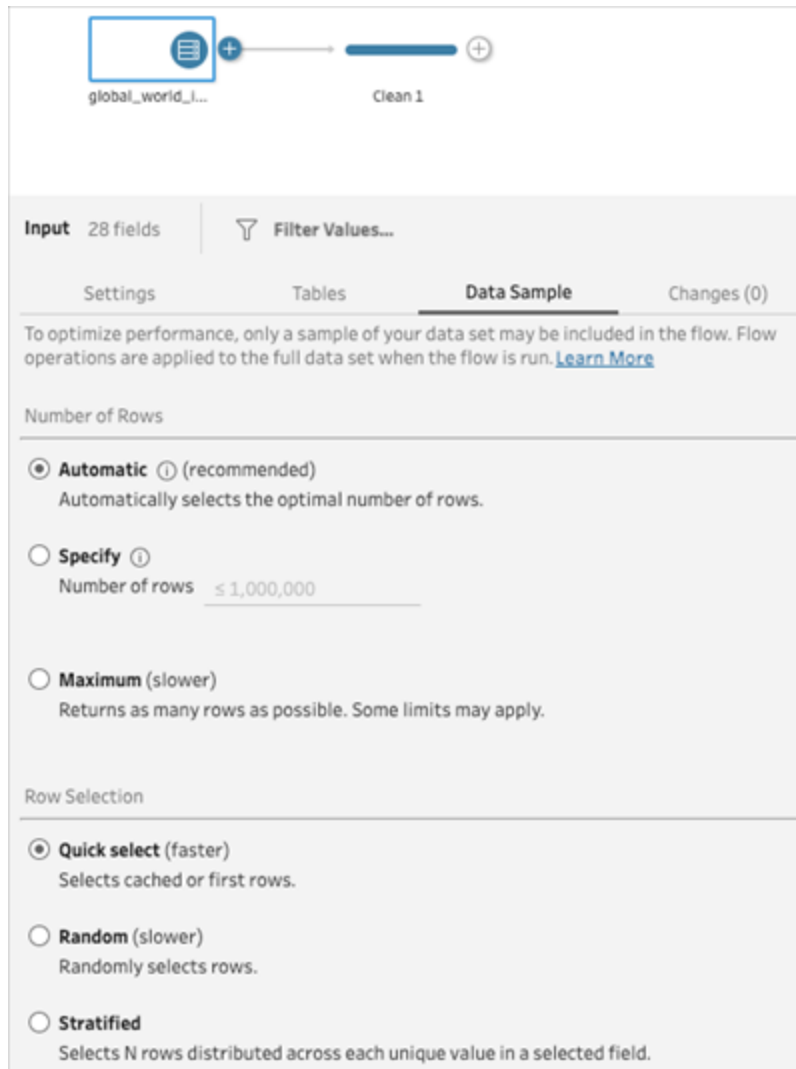 global_world_i...
Clean 1
Input 28 fields Filter Values...
Settings Tables Data Sample Changes (0)
To optimize performance, only a sample of your data set may be included in the flow. Flow
operations are applied to the full data set when the flow is run. Learn More
Number of Rows
Automatic (recommended)
Automatically selects the optimal number of rows.
Specify
Number of rows ≤ 1,000,000
Maximum (slower)
Returns as many rows as possible. Some limits may apply.
Row Selection
Quick select (faster)
Selects cached or first rows.
Random (slower)
Randomly selects rows.
Stratified
Selects N rows distributed across each unique value in a selected field.